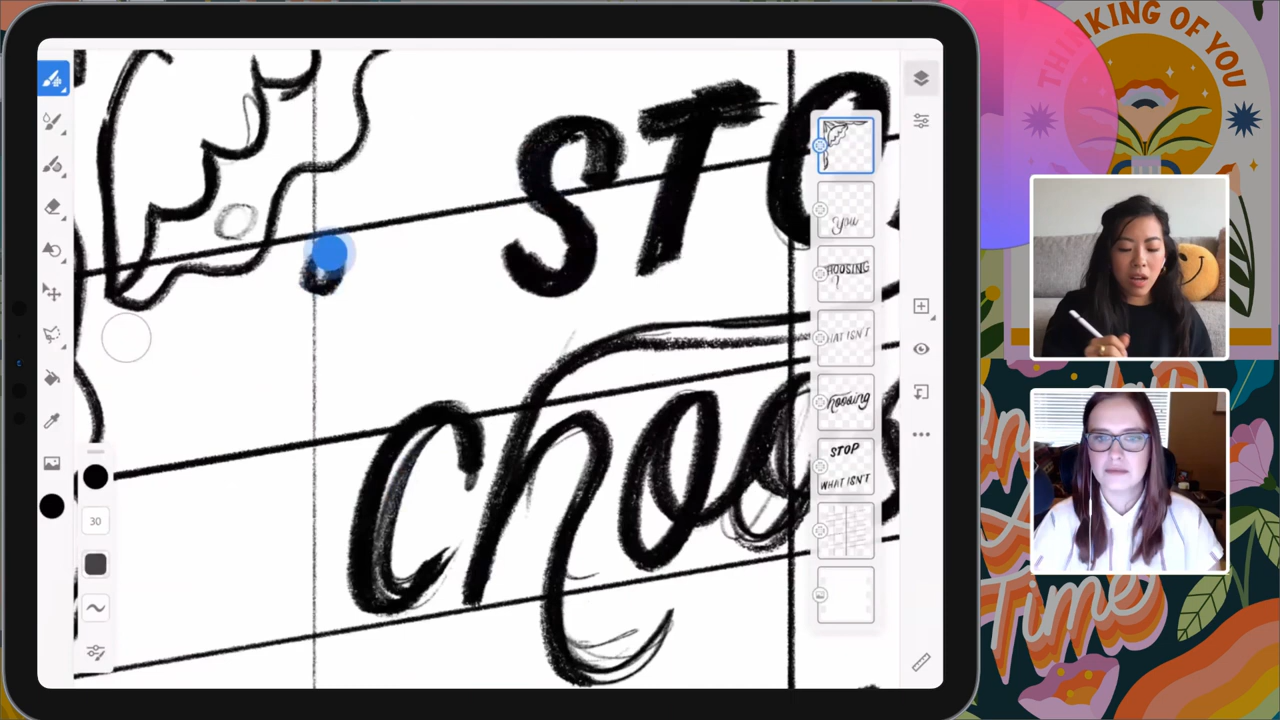 THINKING OF YOU
STO
choo
you
HOOSING
HAT ISN'T
hoosing
STOP
WHAT ISN'T
30
Time